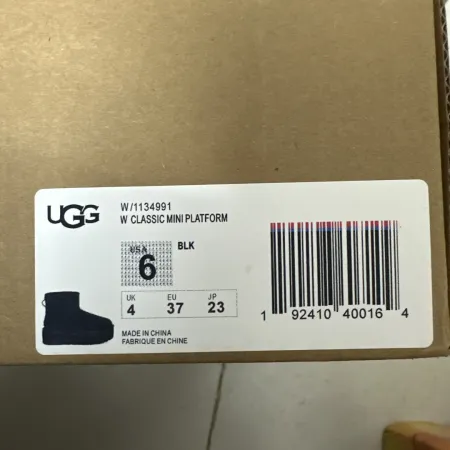 UGG
W/1134991
W CLASSIC MINI PLATFORM
BLK
USA
6
UK EU JP
4 37 23
MADE IN CHINA
FABRIQUE EN CHINE
1 92410 40016 4